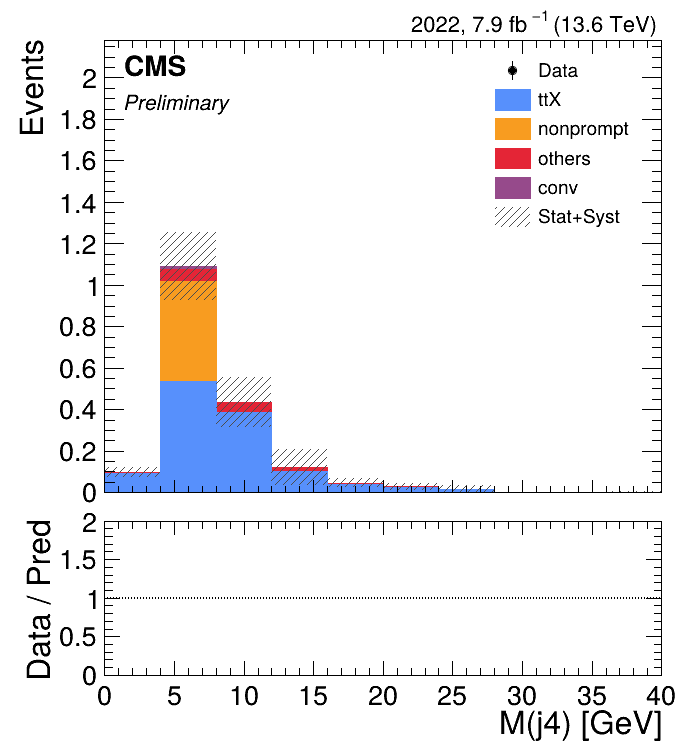 2022, 7.9 fb⁻¹ (13.6 TeV)
CMS
Preliminary
Events
2
1.8
1.6
1.4
1.2
1
0.8
0.6
0.4
0.2
0
Data
ttX
nonprompt
others
conv
Stat+Syst
Data / Pred
2
1.5
1
0.5
0
0 5 10 15 20 25 30 35 40
M(j4) [GeV]